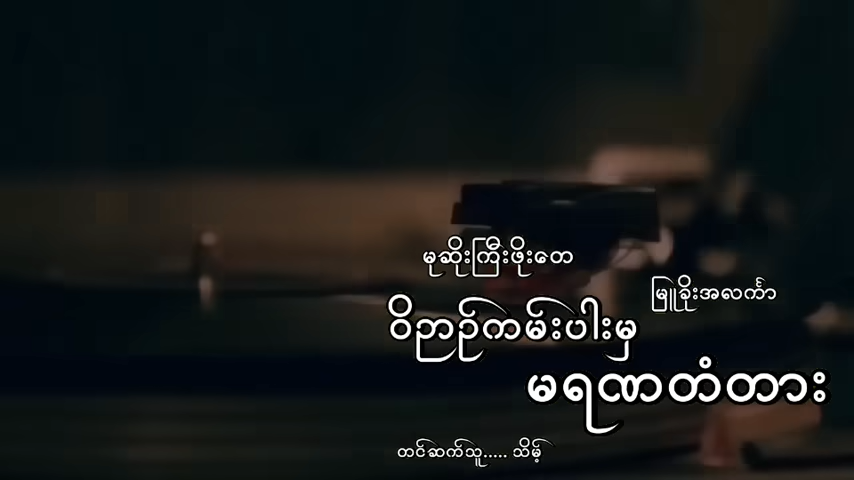 မုဆိုးကြီးဖိုးတေ
မြူခိုးအလင်္ကာ
ဝိညာဉ်ကမ်းပါးမှ
မရဏတံတား
တင်ဆက်သူ..... သိမ့်